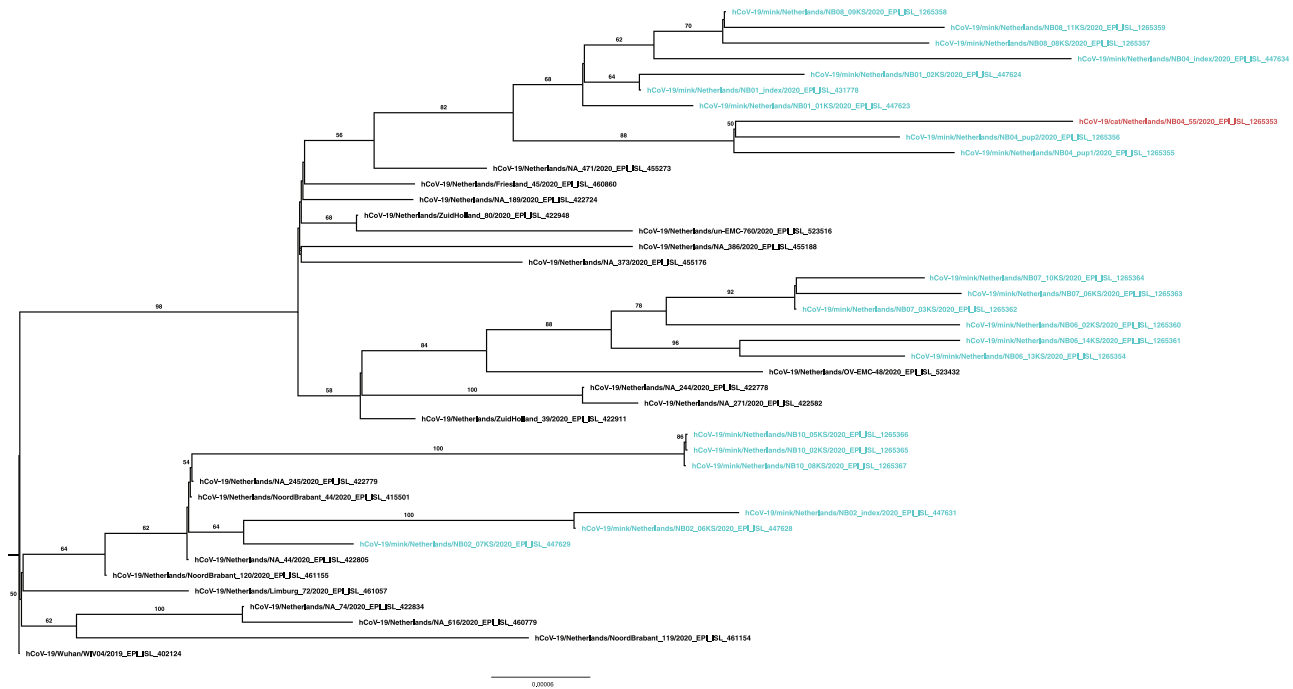 hCoV-19/mink/Netherlands/NB08_09KS/2020_EPI_ISL_1265358
70
hCoV-19/mink/Netherlands/NB08_11KS/2020_EPI_ISL_1265359
62
hCoV-19/mink/Netherlands/NB08_08KS/2020_EPI_ISL_1265357
hCoV-19/mink/Netherlands/NB04_index/2020_EPI_ISL_447634
68
64
hCoV-19/mink/Netherlands/NB01_02KS/2020_EPI_ISL_447624
hCoV-19/mink/Netherlands/NB01_index/2020_EPI_ISL_431778
82
hCoV-19/mink/Netherlands/NB01_01KS/2020_EPI_ISL_447623
50
hCoV-19/cat/Netherlands/NB04_55/2020_EPI_ISL_1265353
56
88
hCoV-19/mink/Netherlands/NB04_pup2/2020_EPI_ISL_1265356
hCoV-19/mink/Netherlands/NB04_pup1/2020_EPI_ISL_1265355
hCoV-19/Netherlands/NA_471/2020_EPI_ISL_455273
hCoV-19/Netherlands/Friesland_45/2020_EPI_ISL_460860
hCoV-19/Netherlands/NA_189/2020_EPI_ISL_422724
68
hCoV-19/Netherlands/ZuidHolland_80/2020_EPI_ISL_422948
hCoV-19/Netherlands/un-EMC-760/2020_EPI_ISL_523516
hCoV-19/Netherlands/NA_386/2020_EPI_ISL_455188
hCoV-19/Netherlands/NA_373/2020_EPI_ISL_455176
hCoV-19/mink/Netherlands/NB07_10KS/2020_EPI_ISL_1265364
92
hCoV-19/mink/Netherlands/NB07_06KS/2020_EPI_ISL_1265363
98
78
hCoV-19/mink/Netherlands/NB07_03KS/2020_EPI_ISL_1265362
88
hCoV-19/mink/Netherlands/NB06_02KS/2020_EPI_ISL_1265360
96
hCoV-19/mink/Netherlands/NB06_14KS/2020_EPI_ISL_1265361
84
hCoV-19/mink/Netherlands/NB06_13KS/2020_EPI_ISL_1265354
hCoV-19/Netherlands/OV-EMC-48/2020_EPI_ISL_523432
58
100
hCoV-19/Netherlands/NA_244/2020_EPI_ISL_422778
hCoV-19/Netherlands/NA_271/2020_EPI_ISL_422582
hCoV-19/Netherlands/ZuidHolland_39/2020_EPI_ISL_422911
86
hCoV-19/mink/Netherlands/NB10_05KS/2020_EPI_ISL_1265366
100
hCoV-19/mink/Netherlands/NB10_02KS/2020_EPI_ISL_1265365
54
hCoV-19/mink/Netherlands/NB10_08KS/2020_EPI_ISL_1265367
hCoV-19/Netherlands/NA_245/2020_EPI_ISL_422779
hCoV-19/Netherlands/NoordBrabant_44/2020_EPI_ISL_415501
100
hCoV-19/mink/Netherlands/NB02_index/2020_EPI_ISL_447631
62
64
hCoV-19/mink/Netherlands/NB02_06KS/2020_EPI_ISL_447628
hCoV-19/mink/Netherlands/NB02_07KS/2020_EPI_ISL_447629
64
hCoV-19/Netherlands/NA_44/2020_EPI_ISL_422805
hCoV-19/Netherlands/NoordBrabant_120/2020_EPI_ISL_461155
50
hCoV-19/Netherlands/Limburg_72/2020_EPI_ISL_461057
100
hCoV-19/Netherlands/NA_74/2020_EPI_ISL_422834
62
hCoV-19/Netherlands/NA_616/2020_EPI_ISL_460779
hCoV-19/Netherlands/NoordBrabant_119/2020_EPI_ISL_461154
hCoV-19/Wuhan/WIV04/2019_EPI_ISL_402124
0,00006